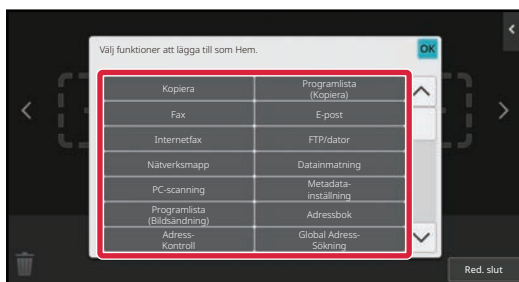 Välj funktioner att lägga till som Hem.
OK
Kopiera
Programlista
(Kopiera)
Fax
E-post
Internetfax
FTP/dator
Nätverksmapp
Datainmatning
PC-scanning
Metadata-
inställning
Programlista
(Bildsändning)
Adressbok
Adress-
Kontroll
Global Adress-
Sökning
Red. slut